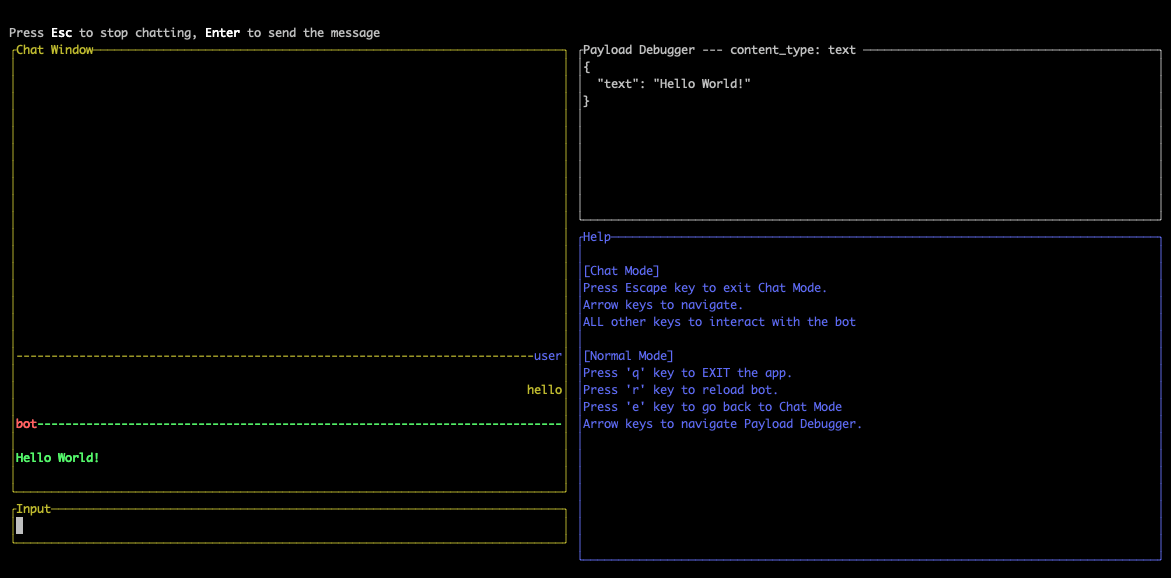 Press Esc to stop chatting, Enter to send the message
Chat Window
user
hello
bot
Hello World!
Input
Payload Debugger --- content_type: text
{
"text": "Hello World!"
}
Help
[Chat Mode]
Press Escape key to exit Chat Mode.
Arrow keys to navigate.
ALL other keys to interact with the bot
[Normal Mode]
Press 'q' key to EXIT the app.
Press 'r' key to reload bot.
Press 'e' key to go back to Chat Mode
Arrow keys to navigate Payload Debugger.